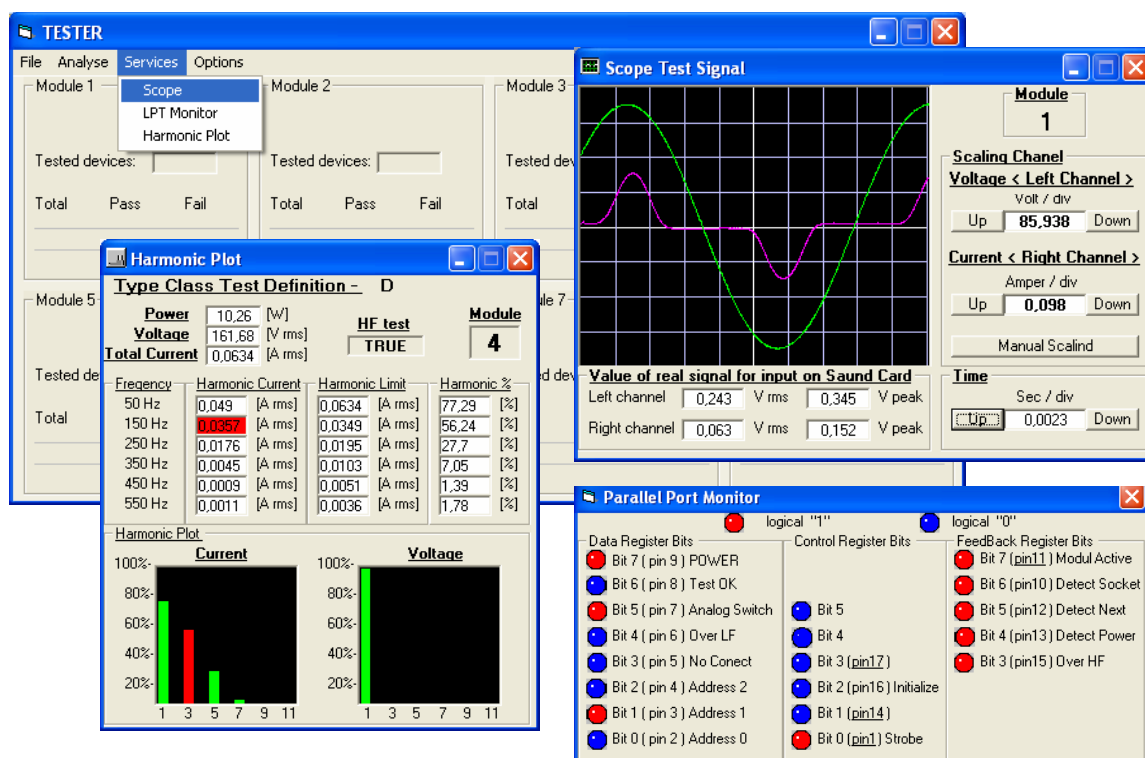 TESTER
File Analyse Services Options
Scope
LPT Monitor
Harmonic Plot
Module 1
Module 2
Module 3
Tested devices:
Tested devices:
Tested dev
Total Pass Fail
Total Pass Fail
Total
Module 5
le 7
Tested de
ed dev
Total
Harmonic Plot
Type Class Test Definition - D
Power 10,26 [W]
Voltage 161,68 [V rms]
Total Current 0,0634 [A rms]
HF test
TRUE
Module
4
Freqency Harmonic Current Harmonic Limit Harmonic %
50 Hz 0,049 [A rms] 0,0634 [A rms] 77,29 [%]
150 Hz 0,0357 [A rms] 0,0349 [A rms] 56,24 [%]
250 Hz 0,0176 [A rms] 0,0195 [A rms] 27,7 [%]
350 Hz 0,0045 [A rms] 0,0103 [A rms] 7,05 [%]
450 Hz 0,0009 [A rms] 0,0051 [A rms] 1,39 [%]
550 Hz 0,0011 [A rms] 0,0036 [A rms] 1,78 [%]
Harmonic Plot
Current
100%-
80%-
60%-
40%-
20%-
1 3 5 7 9 11
Voltage
100%-
80%-
60%-
40%-
20%-
1 3 5 7 9 11
Scope Test Signal
Module
1
Scaling Chanel
Voltage < Left Channel >
Volt / div
Up 85,938 Down
Current < Right Channel >
Amper / div
Up 0,098 Down
Manual Scalind
Time
Sec / div
Up 0,0023 Down
Value of real signal for input on Saund Card
Left channel 0,243 V rms 0,345 V peak
Right channel 0,063 V rms 0,152 V peak
Parallel Port Monitor
logical "1" logical "0"
Data Register Bits
Bit 7 ( pin 9 ) POWER
Bit 6 ( pin 8 ) Test OK
Bit 5 ( pin 7 ) Analog Switch
Bit 4 ( pin 6 ) Over LF
Bit 3 ( pin 5 ) No Conect
Bit 2 ( pin 4 ) Address 2
Bit 1 ( pin 3 ) Address 1
Bit 0 ( pin 2 ) Address 0
Control Register Bits
Bit 5
Bit 4
Bit 3 (pin17 )
Bit 2 (pin16 ) Initialize
Bit 1 (pin14 )
Bit 0 (pin1 ) Strobe
FeedBack Register Bits
Bit 7 (pin11 ) Modul Active
Bit 6 (pin10 ) Detect Socket
Bit 5 (pin12 ) Detect Next
Bit 4 (pin13 ) Detect Power
Bit 3 (pin15 ) Over HF